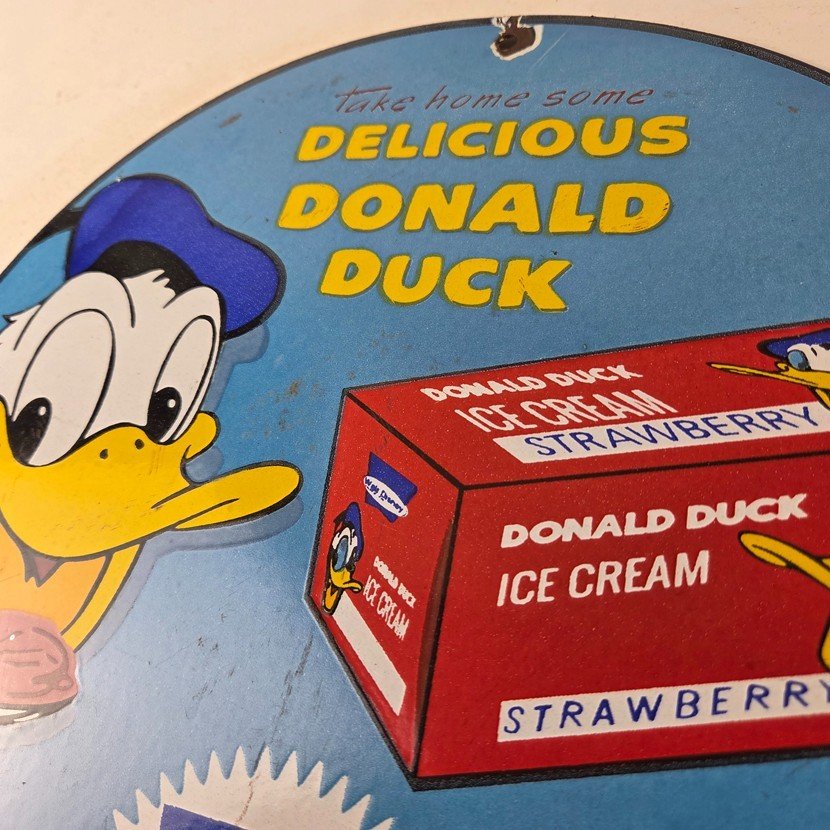 Take home some
DELICIOUS
DONALD
DUCK
DONALD DUCK
ICE CREAM
STRAWBERRY
DONALD DUCK
ICE CREAM
STRAWBERRY
DONALD DUCK
ICE CREAM